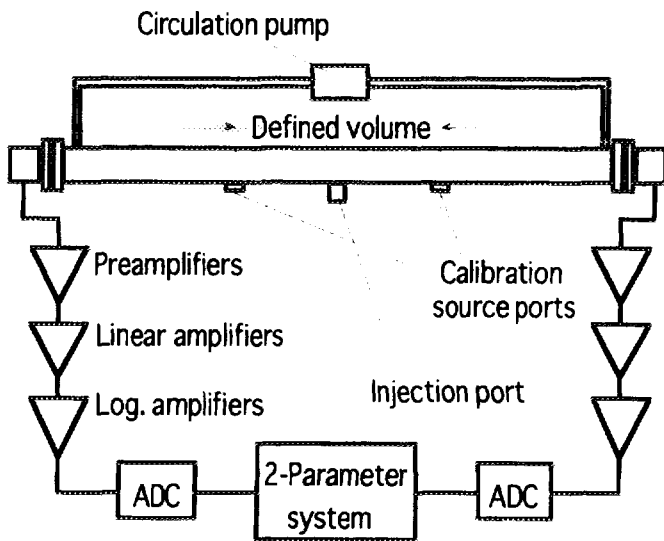 Circulation pump
Defined volume
Preamplifiers
Calibration
source ports
Linear amplifiers
Injection port
Log. amplifiers
ADC
2-Parameter
system
ADC